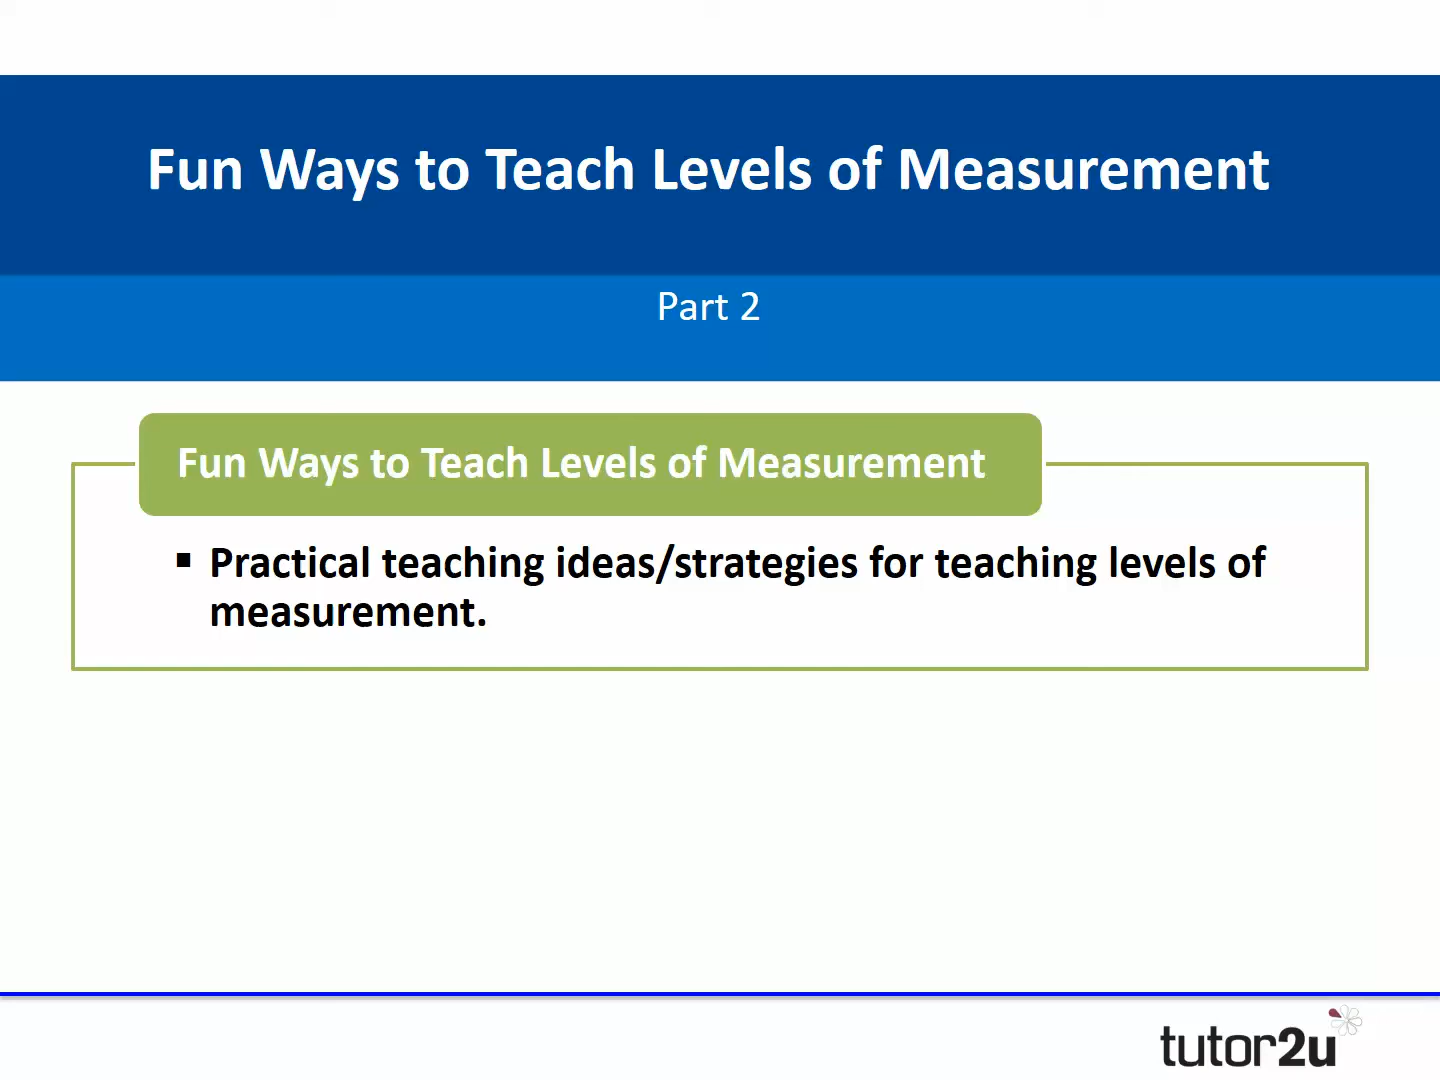 Fun Ways to Teach Levels of Measurement
Part 2
Fun Ways to Teach Levels of Measurement
▪ Practical teaching ideas/strategies for teaching levels of
measurement.
tutor2u